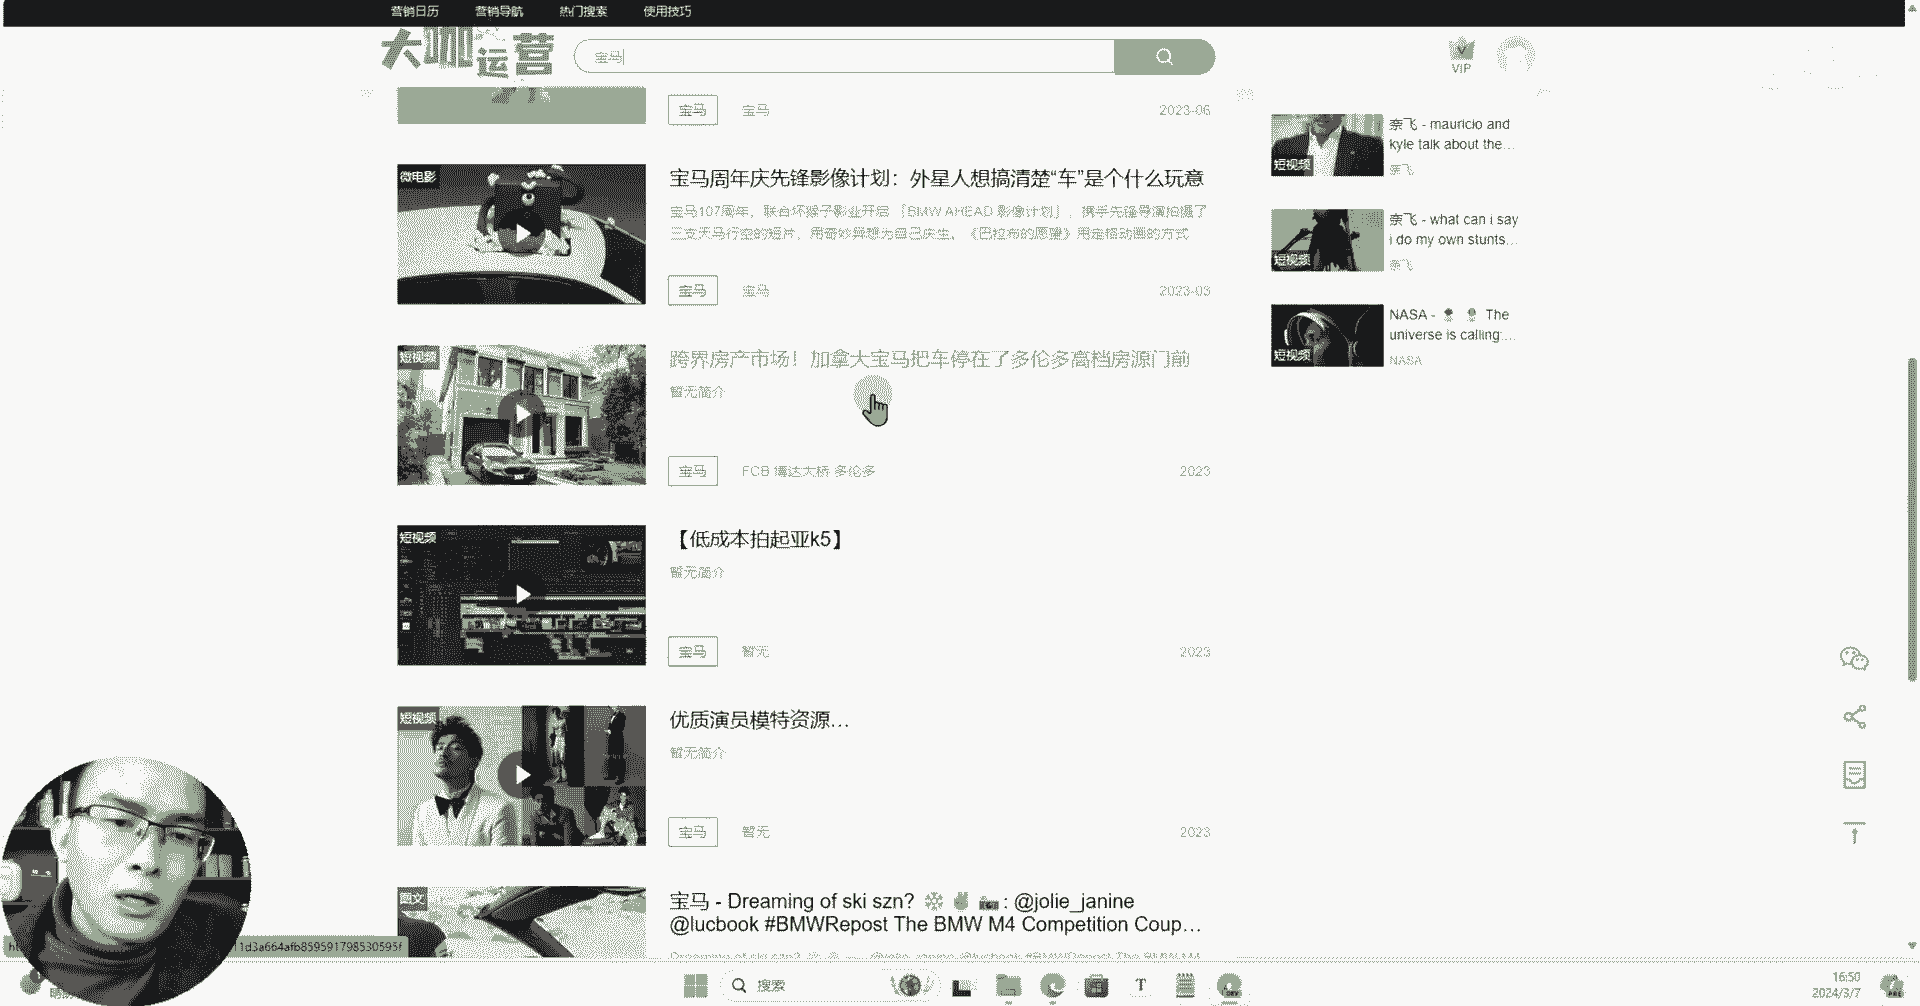 营销日历 营销导航 热门搜索 使用技巧
大咖运营
宝马
VIP
宝马 宝马 2023-06
微电影
宝马周年庆先锋影像计划：外星人想搞清楚“车”是个什么玩意
宝马107周年，联合坏猴子影业开启「BMW AHEAD 影像计划」，携手先锋导演拍摄了
三支天马行空的短片，用奇妙异想为自己庆生。《巴拉布的愿望》用定格动画的方式
宝马 宝马 2023-03
短视频
跨界房产市场！加拿大宝马把车停在了多伦多高档房源门前
暂无简介
宝马 FCB 博达大桥 多伦多 2023
短视频
【低成本拍起亚k5】
暂无简介
宝马 暂无 2023
短视频
优质演员模特资源…
暂无简介
宝马 暂无 2023
图文
宝马 - Dreaming of ski szn? ❄ ✌ 📷 : @jolie_janine
@lucbook #BMWRepost The BMW M4 Competition Coup…
短视频
奈飞 - mauricio and
kyle talk about the…
奈飞
短视频
奈飞 - what can i say
i do my own stunts…
奈飞
短视频
NASA - The
universe is calling:…
NASA
11d3a664afb859591798530595f
搜索
T
DEV
16:50
2024/3/7
PRE